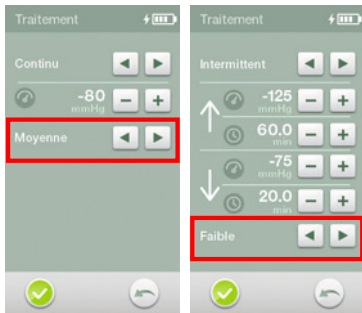 Traitement
Continu
-80
mmHg
Moyenne
Traitement
Intermittent
-125
mmHg
60.0
min
-75
mmHg
20.0
min
Faible